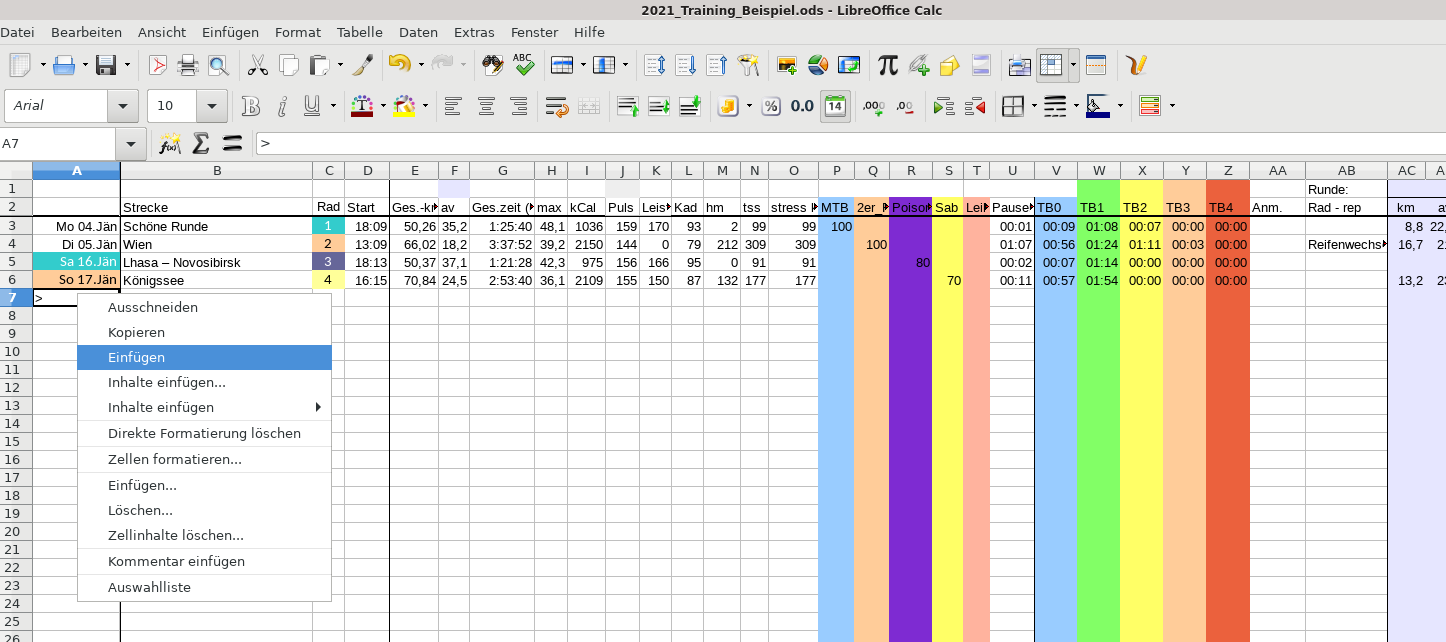 2021_Training_Beispiel.ods - LibreOffice Calc
Datei Bearbeiten Ansicht Einfügen Format Tabelle Daten Extras Fenster Hilfe
ABC
Arial 10 B i U T % 0.0 14 .00 .00
A7 f(x) Σ = >
A B C D E F G H I J K L M N O P Q R S T U V W X Y Z AA AB AC A
1 Runde:
2 Strecke Rad Start Ges.-kr av Ges.zeit ( max kCal Puls Leis Kad hm tss stress MTB 2er_ Poison Sab Lei Pause TB0 TB1 TB2 TB3 TB4 Anm. Rad - rep km a
3 Mo 04.Jän Schöne Runde 1 18:09 50,26 35,2 1:25:40 48,1 1036 159 170 93 2 99 99 100 00:01 00:09 01:08 00:07 00:00 00:00 8,8 22,
4 Di 05.Jän Wien 2 13:09 66,02 18,2 3:37:52 39,2 2150 144 0 79 212 309 309 100 01:07 00:56 01:24 01:11 00:03 00:00 Reifenwechs 16,7 2
5 Sa 16.Jän Lhasa – Novosibirsk 3 18:13 50,37 37,1 1:21:28 42,3 975 156 166 95 0 91 91 80 00:02 00:07 01:14 00:00 00:00 00:00
6 So 17.Jän Königssee 4 16:15 70,84 24,5 2:53:40 36,1 2109 155 150 87 132 177 177 70 00:11 00:57 01:54 00:00 00:00 00:00 13,2 23
7 >
8
9
10
11
12
13
14
15
16
17
18
19
20
21
22
23
24
25
26
Ausschneiden
Kopieren
Einfügen
Inhalte einfügen...
Inhalte einfügen
Direkte Formatierung löschen
Zellen formatieren...
Einfügen...
Löschen...
Zellinhalte löschen...
Kommentar einfügen
Auswahlliste